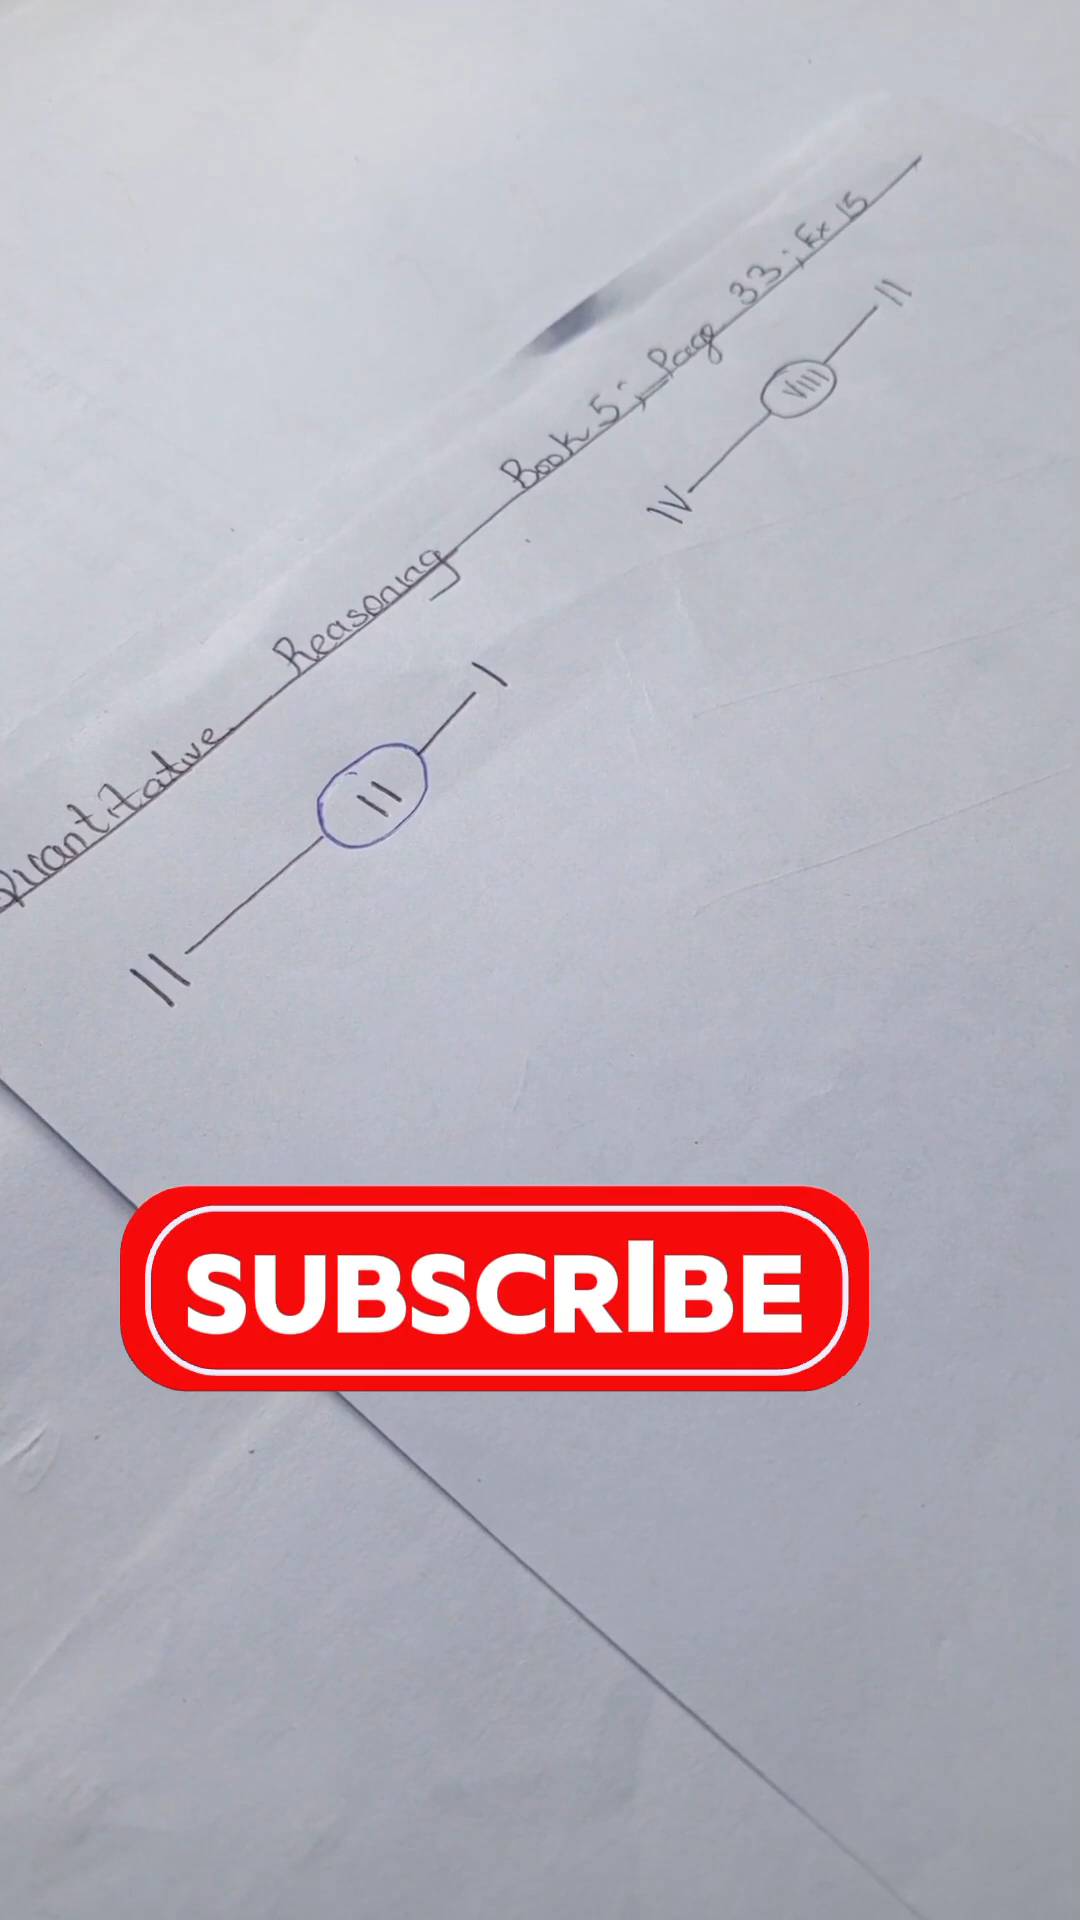 Quantitative Reasoning Book 5; Page 33; Ex 15
II II I
IV VIII II
SUBSCRIBE